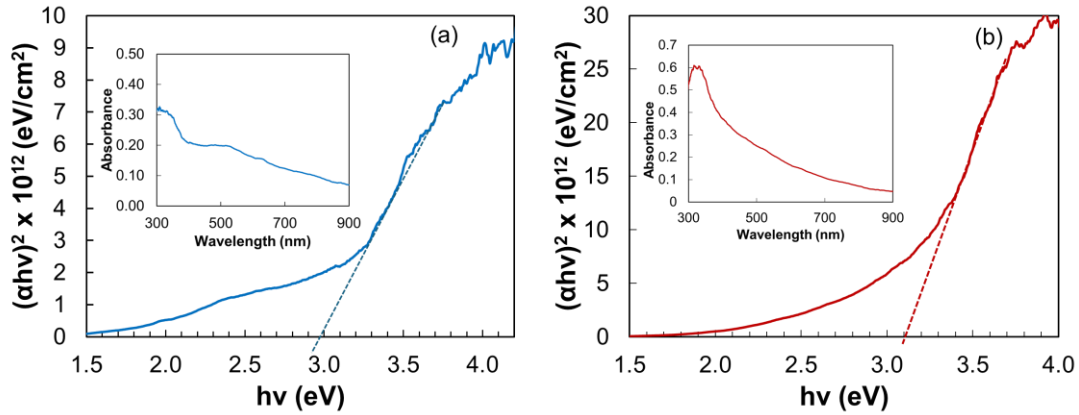 (a)
(αhν)² x 10¹² (eV/cm²)
10
9
8
7
6
5
4
3
2
1
0
1.5 2.0 2.5 3.0 3.5 4.0
hν (eV)
Absorbance
0.50
0.40
0.30
0.20
0.10
0.00
300 500 700 900
Wavelength (nm)
(b)
(αhν)² x 10¹² (eV/cm²)
30
25
20
15
10
5
0
1.5 2.0 2.5 3.0 3.5 4.0
hν (eV)
Absorbance
0.7
0.6
0.5
0.4
0.3
0.2
0.1
0
300 500 700 900
Wavelength (nm)